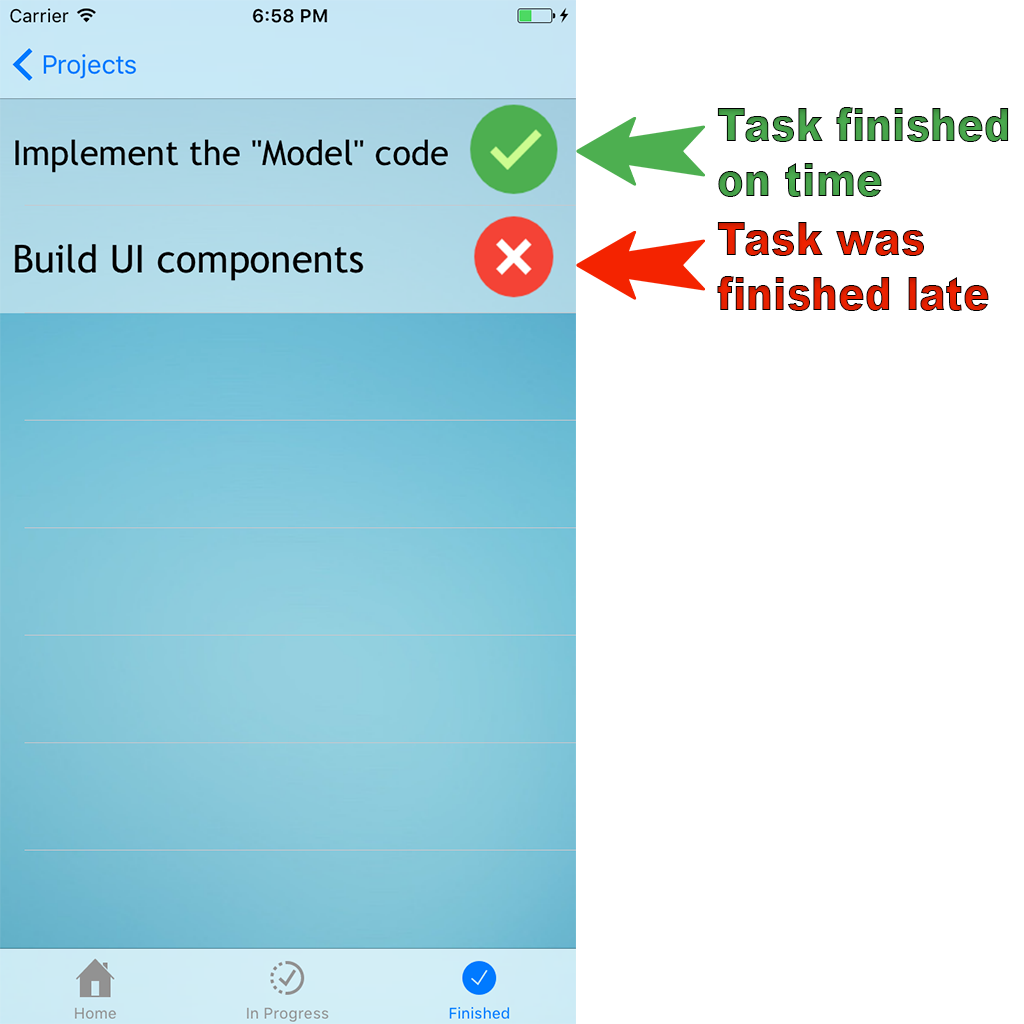 Carrier 6:58 PM
Projects
Implement the "Model" code
Task finished
on time
Build UI components
Task was
finished late
Home In Progress Finished